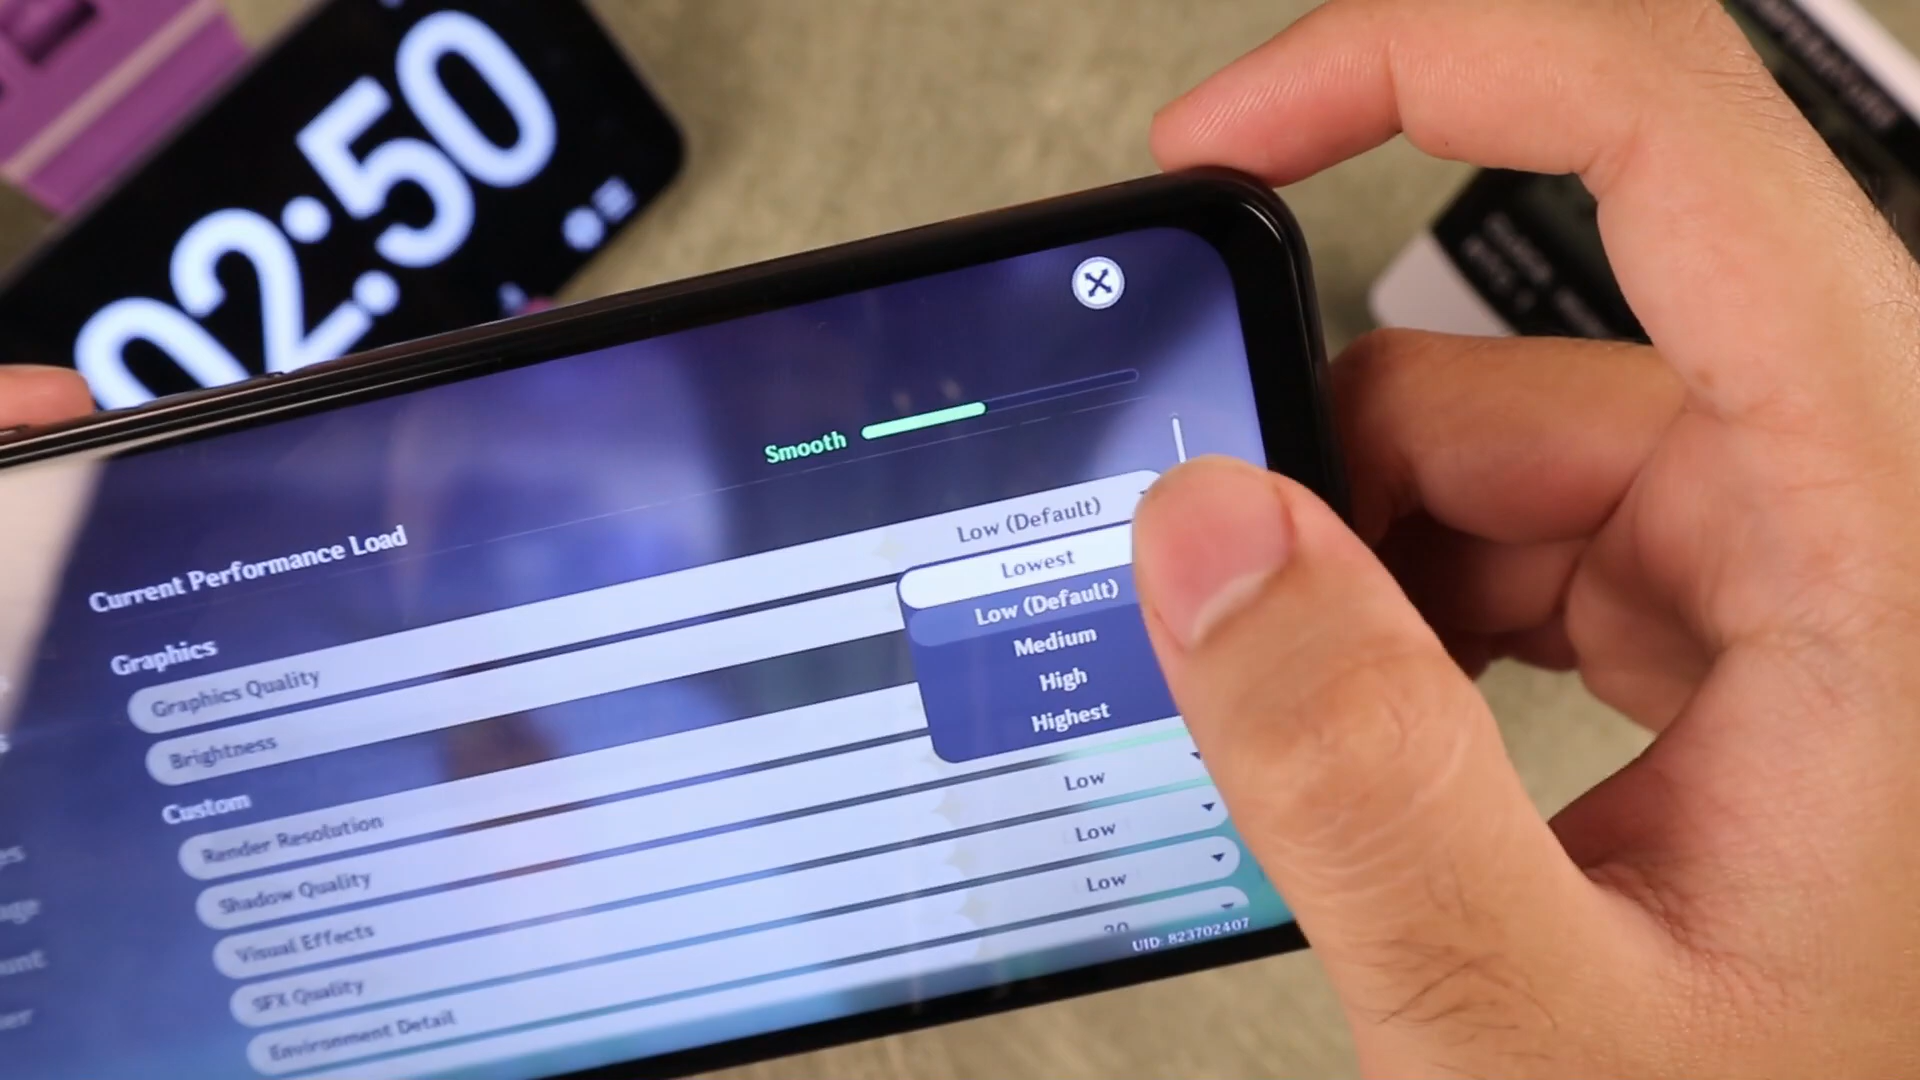 02:50
Smooth
Current Performance Load
Graphics
Graphics Quality
Low (Default)
Lowest
Low (Default)
Medium
High
Highest
Brightness
Custom
Render Resolution
Shadow Quality
Low
Visual Effects
Low
SFX Quality
Low
Environment Detail
UID: 823702407